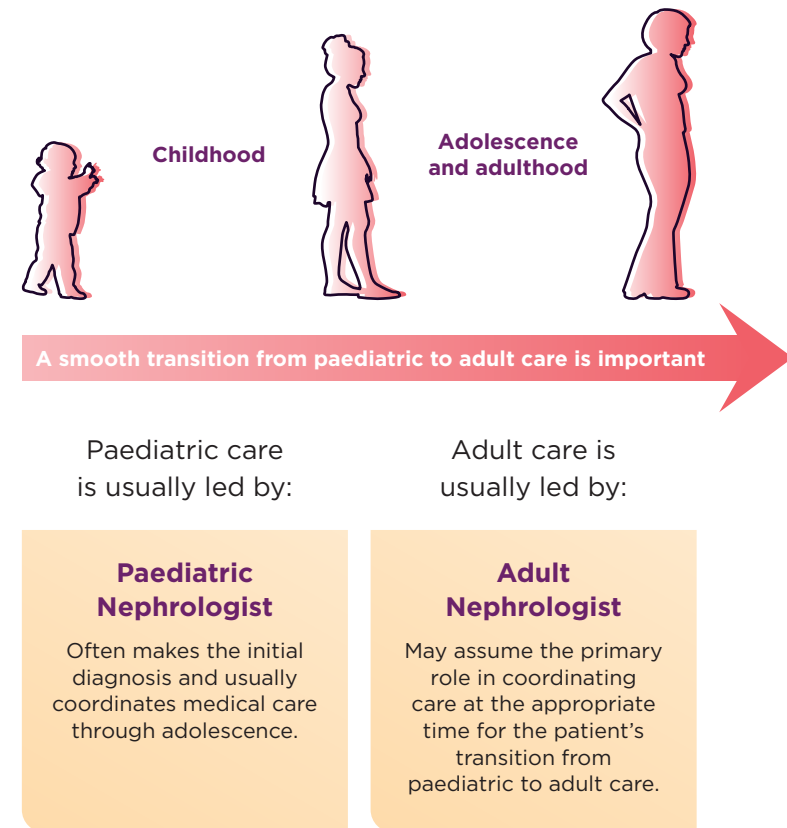 Childhood
Adolescence
and adulthood
A smooth transition from paediatric to adult care is important
Paediatric care
is usually led by:
Adult care is
usually led by:
Paediatric
Nephrologist
Often makes the initial
diagnosis and usually
coordinates medical care
through adolescence.
Adult
Nephrologist
May assume the primary
role in coordinating
care at the appropriate
time for the patient’s
transition from
paediatric to adult care.